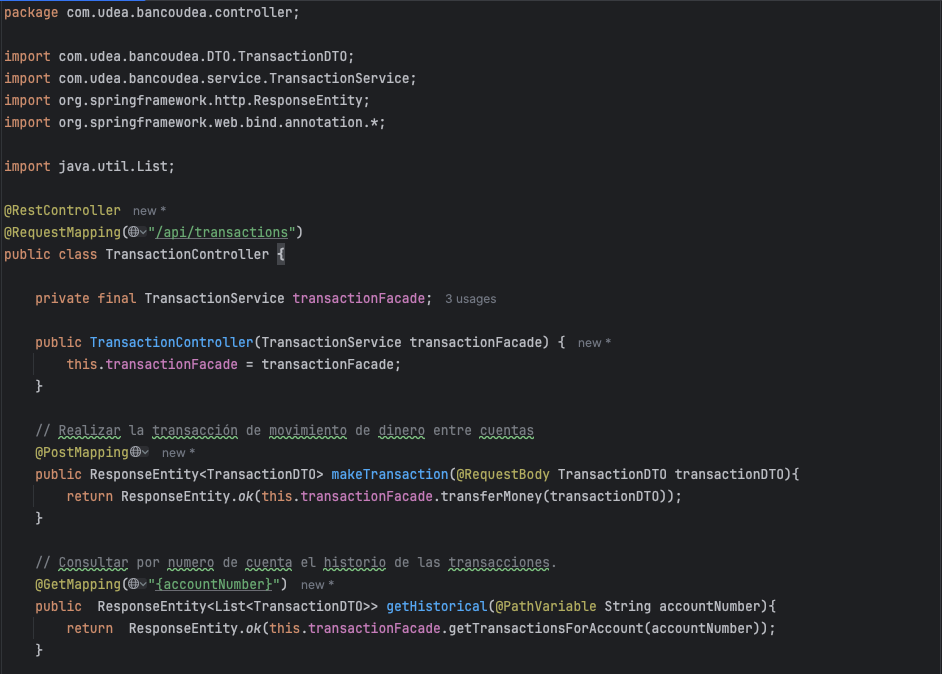 package com.udea.bancoudea.controller;
import com.udea.bancoudea.DTO.TransactionDTO;
import com.udea.bancoudea.service.TransactionService;
import org.springframework.http.ResponseEntity;
import org.springframework.web.bind.annotation.*;
import java.util.List;
@RestController new *
@RequestMapping("/api/transactions")
public class TransactionController {
    private final TransactionService transactionFacade; 3 usages
    public TransactionController(TransactionService transactionFacade) { new *
        this.transactionFacade = transactionFacade;
    }
    // Realizar la transacción de movimiento de dinero entre cuentas
    @PostMapping new *
    public ResponseEntity<TransactionDTO> makeTransaction(@RequestBody TransactionDTO transactionDTO){
        return ResponseEntity.ok(this.transactionFacade.transferMoney(transactionDTO));
    }
    // Consultar por numero de cuenta el historio de las transacciones.
    @GetMapping("{accountNumber}") new *
    public  ResponseEntity<List<TransactionDTO>> getHistorical(@PathVariable String accountNumber){
        return  ResponseEntity.ok(this.transactionFacade.getTransactionsForAccount(accountNumber));
    }